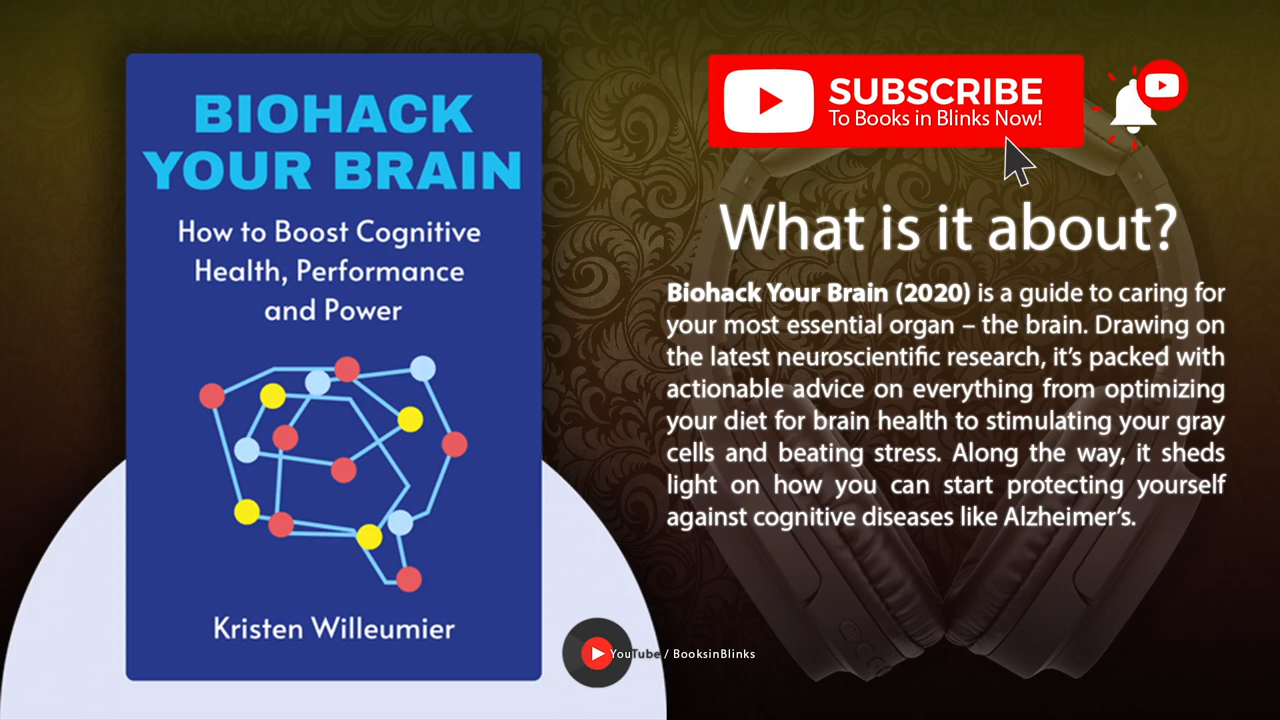 BIOHACK
YOUR BRAIN
How to Boost Cognitive
Health, Performance
and Power
Kristen Willeumier
SUBSCRIBE
To Books in Blinks Now!
What is it about?
Biohack Your Brain (2020) is a guide to caring for
your most essential organ – the brain. Drawing on
the latest neuroscientific research, it’s packed with
actionable advice on everything from optimizing
your diet for brain health to stimulating your gray
cells and beating stress. Along the way, it sheds
light on how you can start protecting yourself
against cognitive diseases like Alzheimer’s.
YouTube / BooksinBlinks